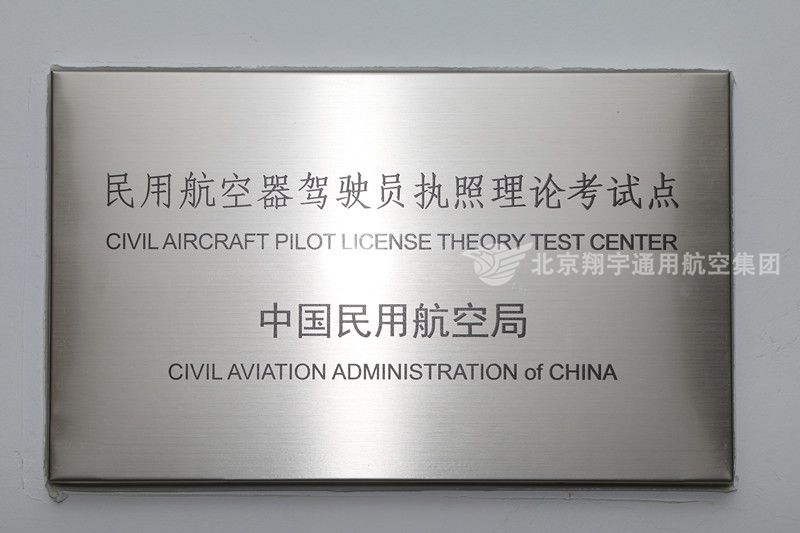 民用航空器驾驶员执照理论考试点
CIVIL AIRCRAFT PILOT LICENSE THEORY TEST CENTER
北京翔宇通用航空集团
中国民用航空局
CIVIL AVIATION ADMINISTRATION of CHINA